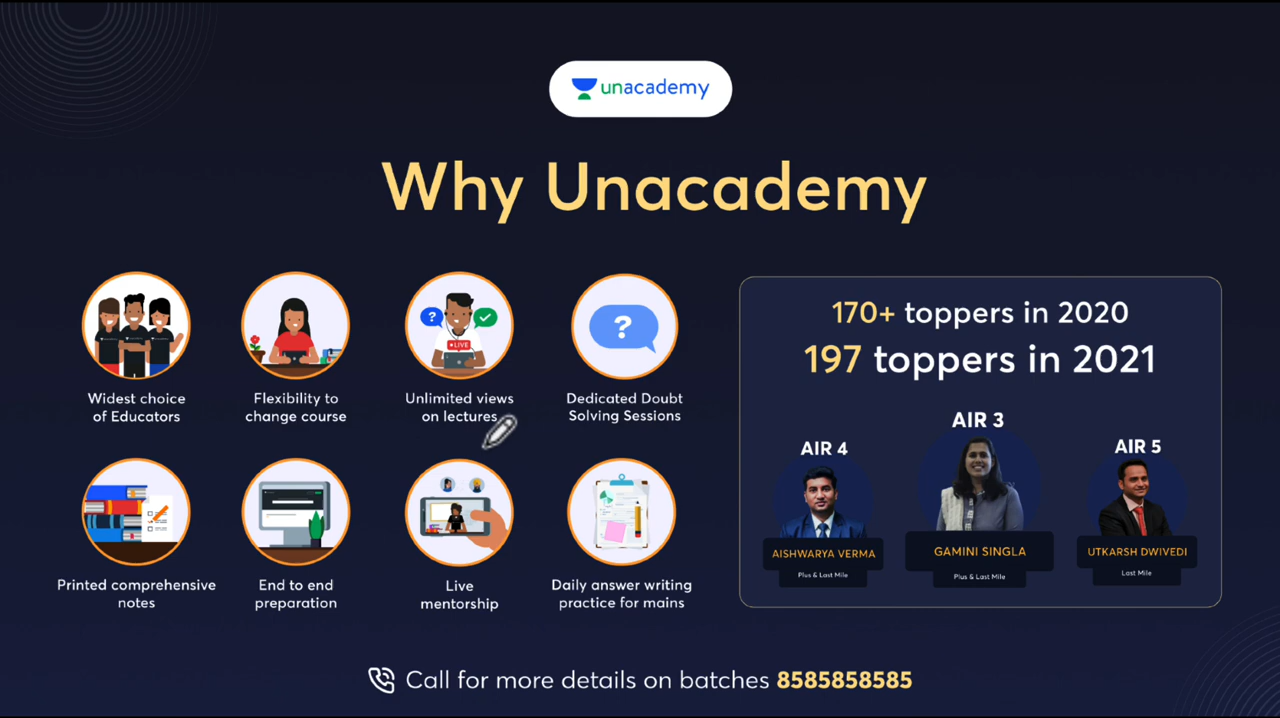 unacademy
Why Unacademy
Widest choice
of Educators
Flexibility to
change course
? LIVE
Unlimited views
on lectures
?
Dedicated Doubt
Solving Sessions
Printed comprehensive
notes
End to end
preparation
Live
mentorship
Daily answer writing
practice for mains
170+ toppers in 2020
197 toppers in 2021
AIR 4
AISHWARYA VERMA
Plus & Last Mile
AIR 3
GAMINI SINGLA
Plus & Last Mile
AIR 5
UTKARSH DWIVEDI
Last Mile
Call for more details on batches 8585858585